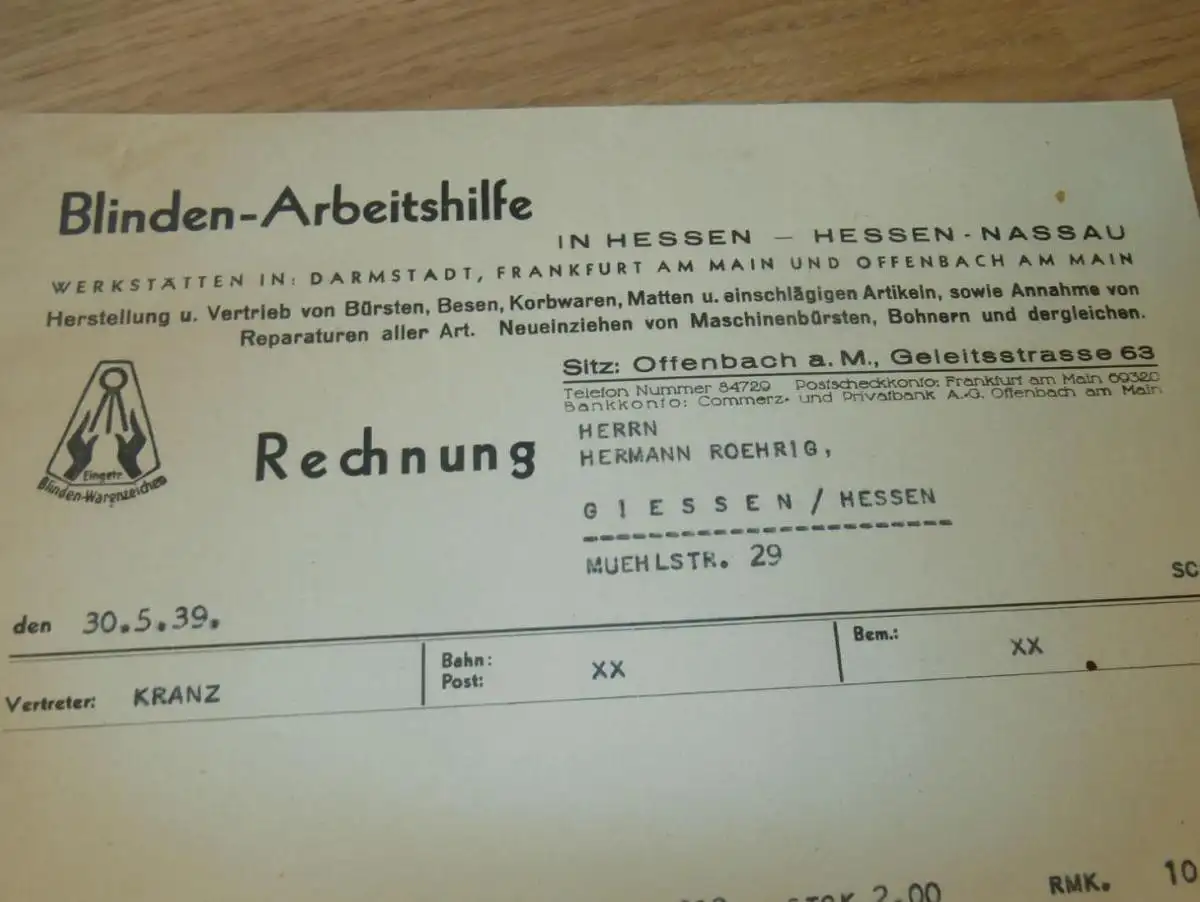 Blinden-Arbeitshilfe
IN HESSEN — HESSEN-NASSAU
WERKSTÄTTEN IN: DARMSTADT, FRANKFURT AM MAIN UND OFFENBACH AM MAIN
Herstellung u. Vertrieb von Bürsten, Besen, Korbwaren, Matten u. einschlägigen Artikeln, sowie Annahme von
Reparaturen aller Art. Neueinziehen von Maschinenbürsten, Bohnern und dergleichen.
Sitz: Offenbach a. M., Geleitsstrasse 63
Telefon Nummer 84729 Postscheckkonto: Frankfurt am Main 69320
Bankkonto: Commerz- und Privatbank A.-G. Offenbach am Main
Eingetr.
Blinden-Warenzeichen
Rechnung
HERRN
HERMANN ROEHRIG,
GIESSEN/HESSEN
MUEHLSTR. 29
SC
den 30.5.39.
Vertreter: KRANZ
Bahn:
Post: XX
Bem.: XX
2.00 RMK. 10